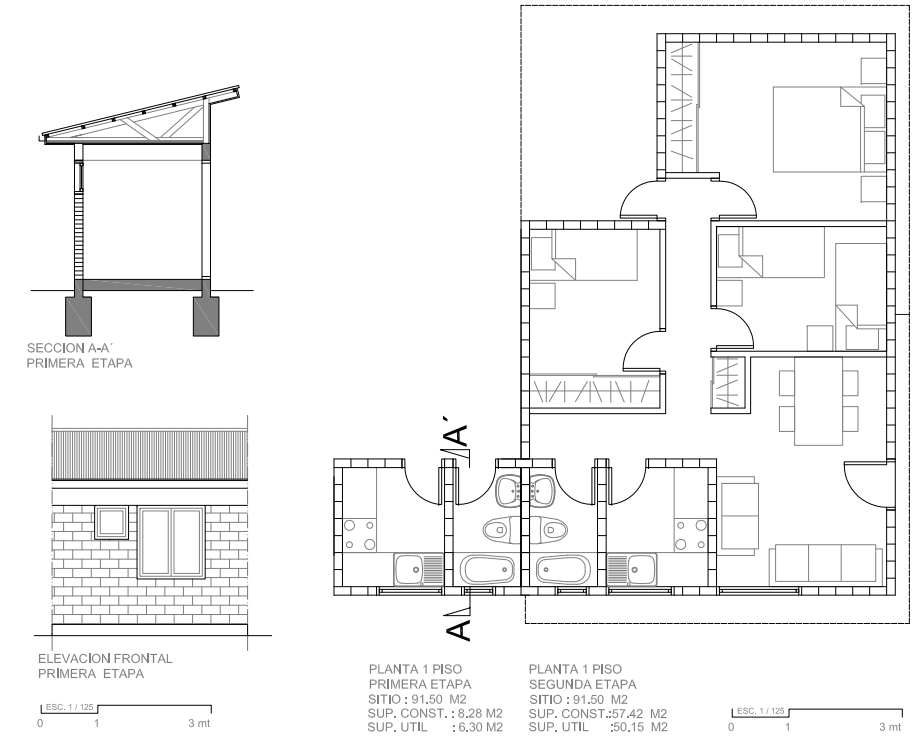 SECCION A-A´
PRIMERA ETAPA
A´
A
ELEVACION FRONTAL
PRIMERA ETAPA
ESC. 1 / 125
0 1 3 mt
PLANTA 1 PISO
PRIMERA ETAPA
SITIO : 91.50 M2
SUP. CONST. : 8.28 M2
SUP. UTIL : 6.30 M2
PLANTA 1 PISO
SEGUNDA ETAPA
SITIO : 91.50 M2
SUP. CONST.:57.42 M2
SUP. UTIL :50.15 M2
ESC. 1 / 125
0 1 3 mt